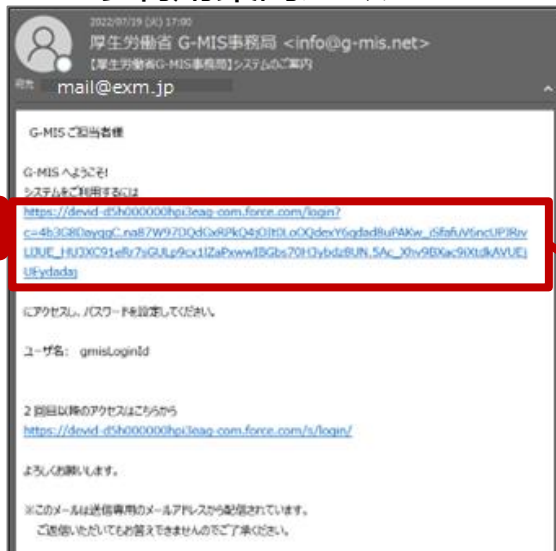 2022/07/19 (火) 17:00
厚生労働省 G-MIS事務局 <info@g-mis.net>
【厚生労働省G-MIS事務局】システムのご案内
宛先 mail@exm.jp
G-MIS ご担当者様
G-MIS へようこそ!
システムをご利用するには
https://devid-d5h000000hpi3eag-com.force.com/login?
にアクセスし、パスワードを設定してください。
ユーザ名: gmisLoginId
2 回目以降のアクセスはこちらから
https://devid-d5h000000hpi3eag-com.force.com/s/login/
よろしくお願いします。
※このメールは送信専用のメールアドレスから配信されています。
ご返信いただいてもお答えできませんのでご了承ください。